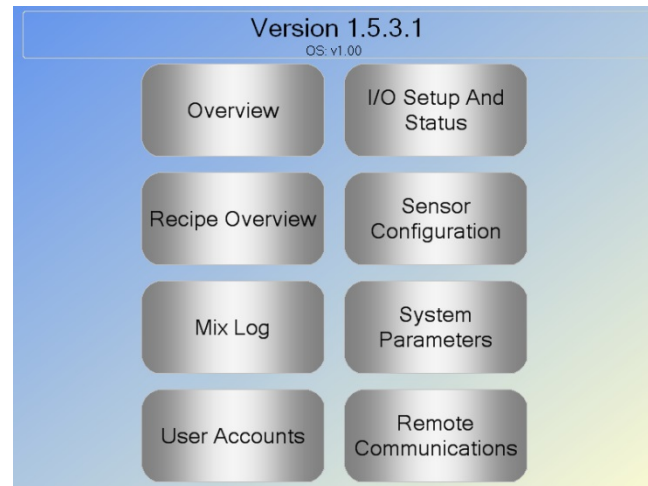 Version 1.5.3.1
OS: v1.00
Overview
I/O Setup And
Status
Recipe Overview
Sensor
Configuration
Mix Log
System
Parameters
User Accounts
Remote
Communications